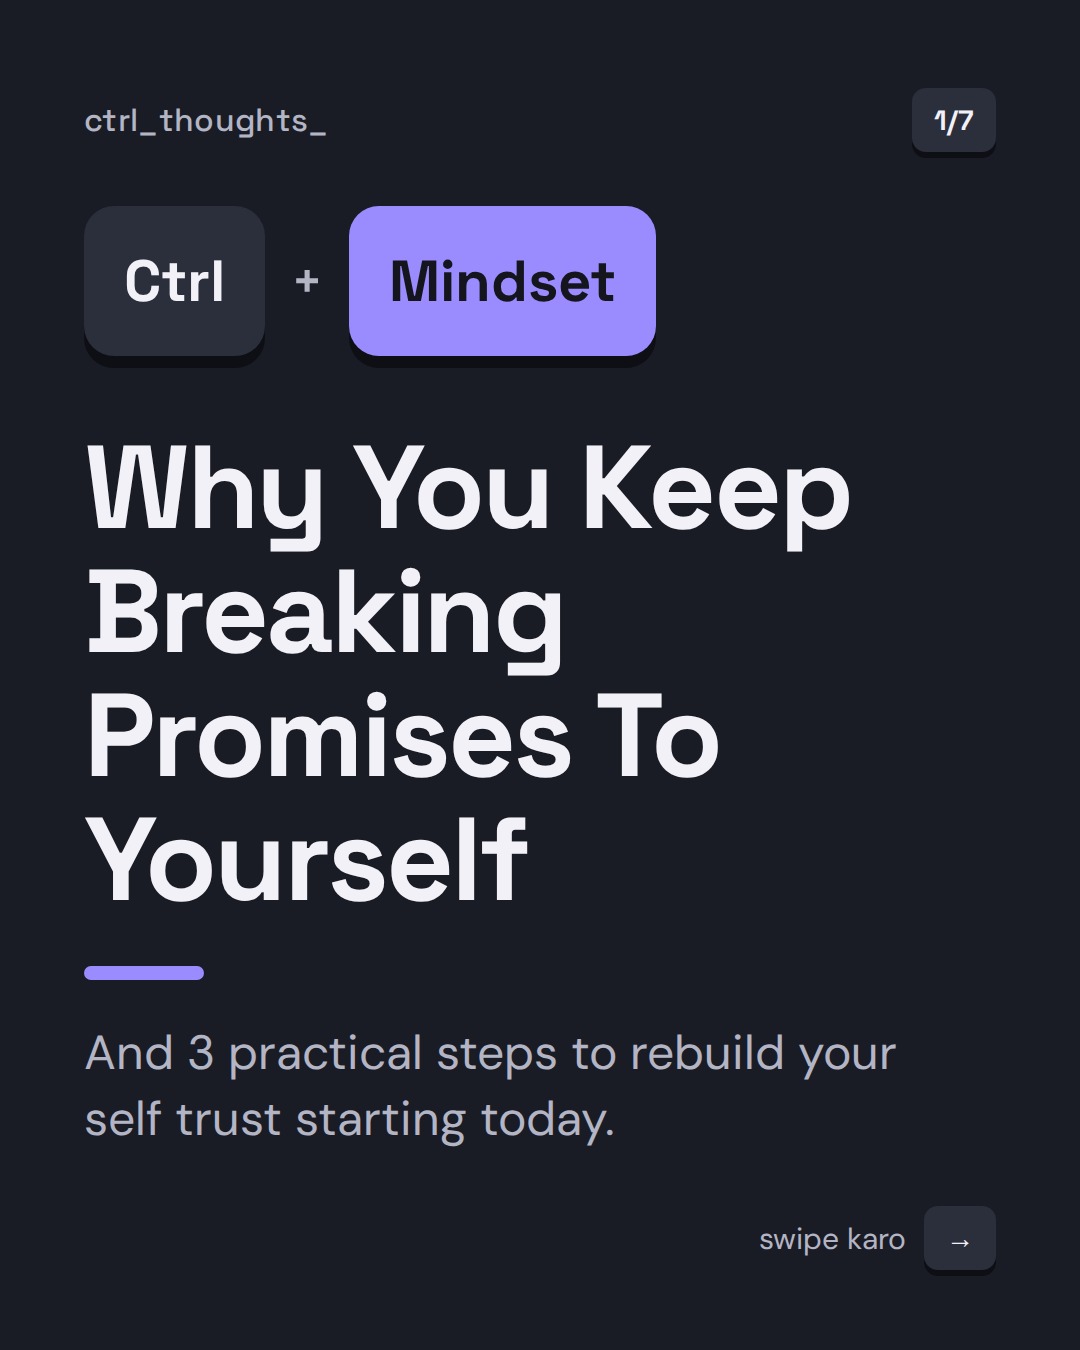 ctrl_thoughts_
1/7
Ctrl + Mindset
Why You Keep
Breaking
Promises To
Yourself
And 3 practical steps to rebuild your
self trust starting today.
swipe karo →